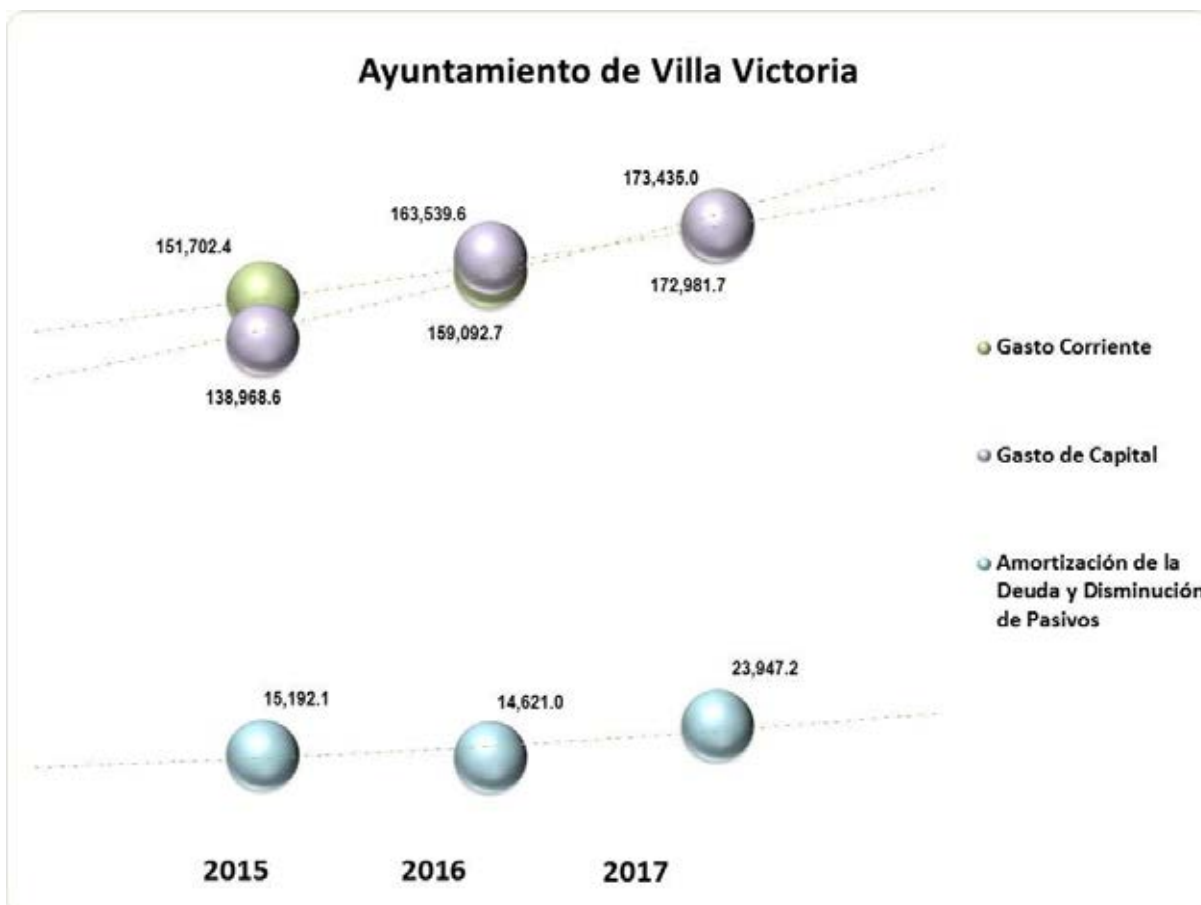 Ayuntamiento de Villa Victoria
173,435.0
163,539.6
151,702.4
172,981.7
159,092.7
138,968.6
Gasto Corriente
Gasto de Capital
Amortización de la
Deuda y Disminución
de Pasivos
23,947.2
15,192.1
14,621.0
2015 2016 2017